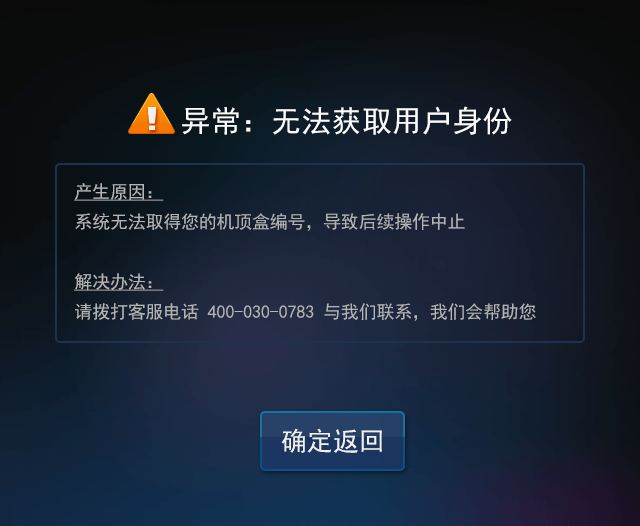 异常：无法获取用户身份
产生原因：
系统无法取得您的机顶盒编号，导致后续操作中止
解决办法：
请拨打客服电话 400-030-0783 与我们联系，我们会帮助您
确定返回